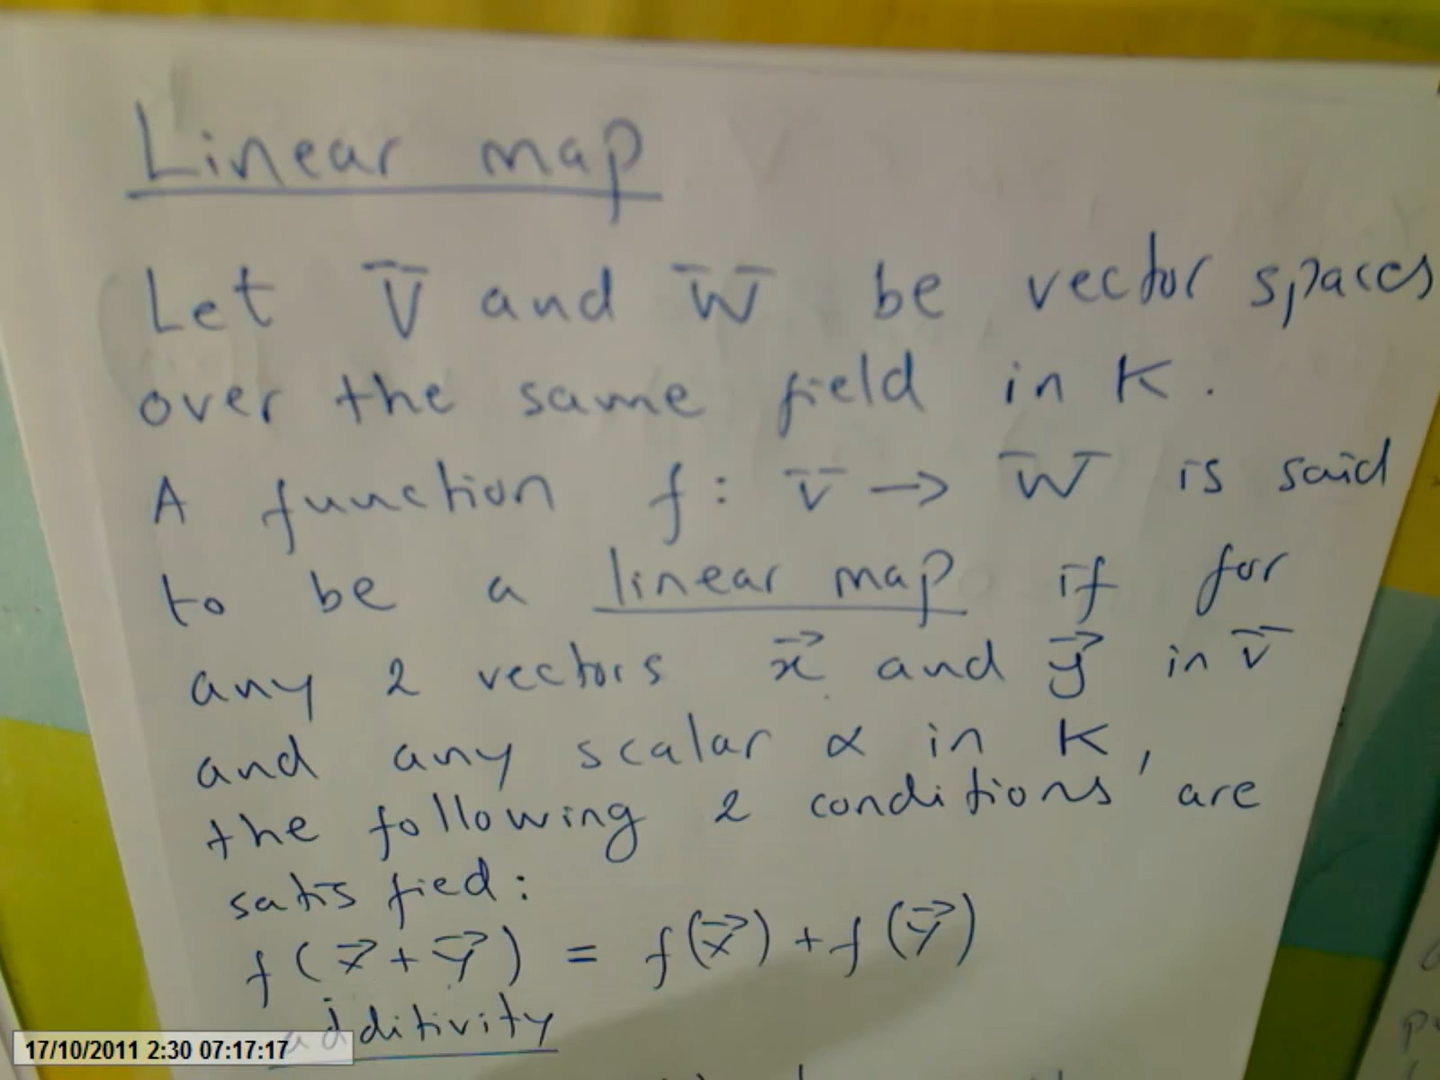 Linear map
Let V and W be vector spaces
over the same field in K.
A function f: V → W is said
to be a linear map if for
any 2 vectors x⃗ and y⃗ in V
and any scalar α in K,
the following 2 conditions are
satisfied:
f(x⃗+y⃗) = f(x⃗)+f(y⃗)
additivity
17/10/2011 2:30 07:17:17